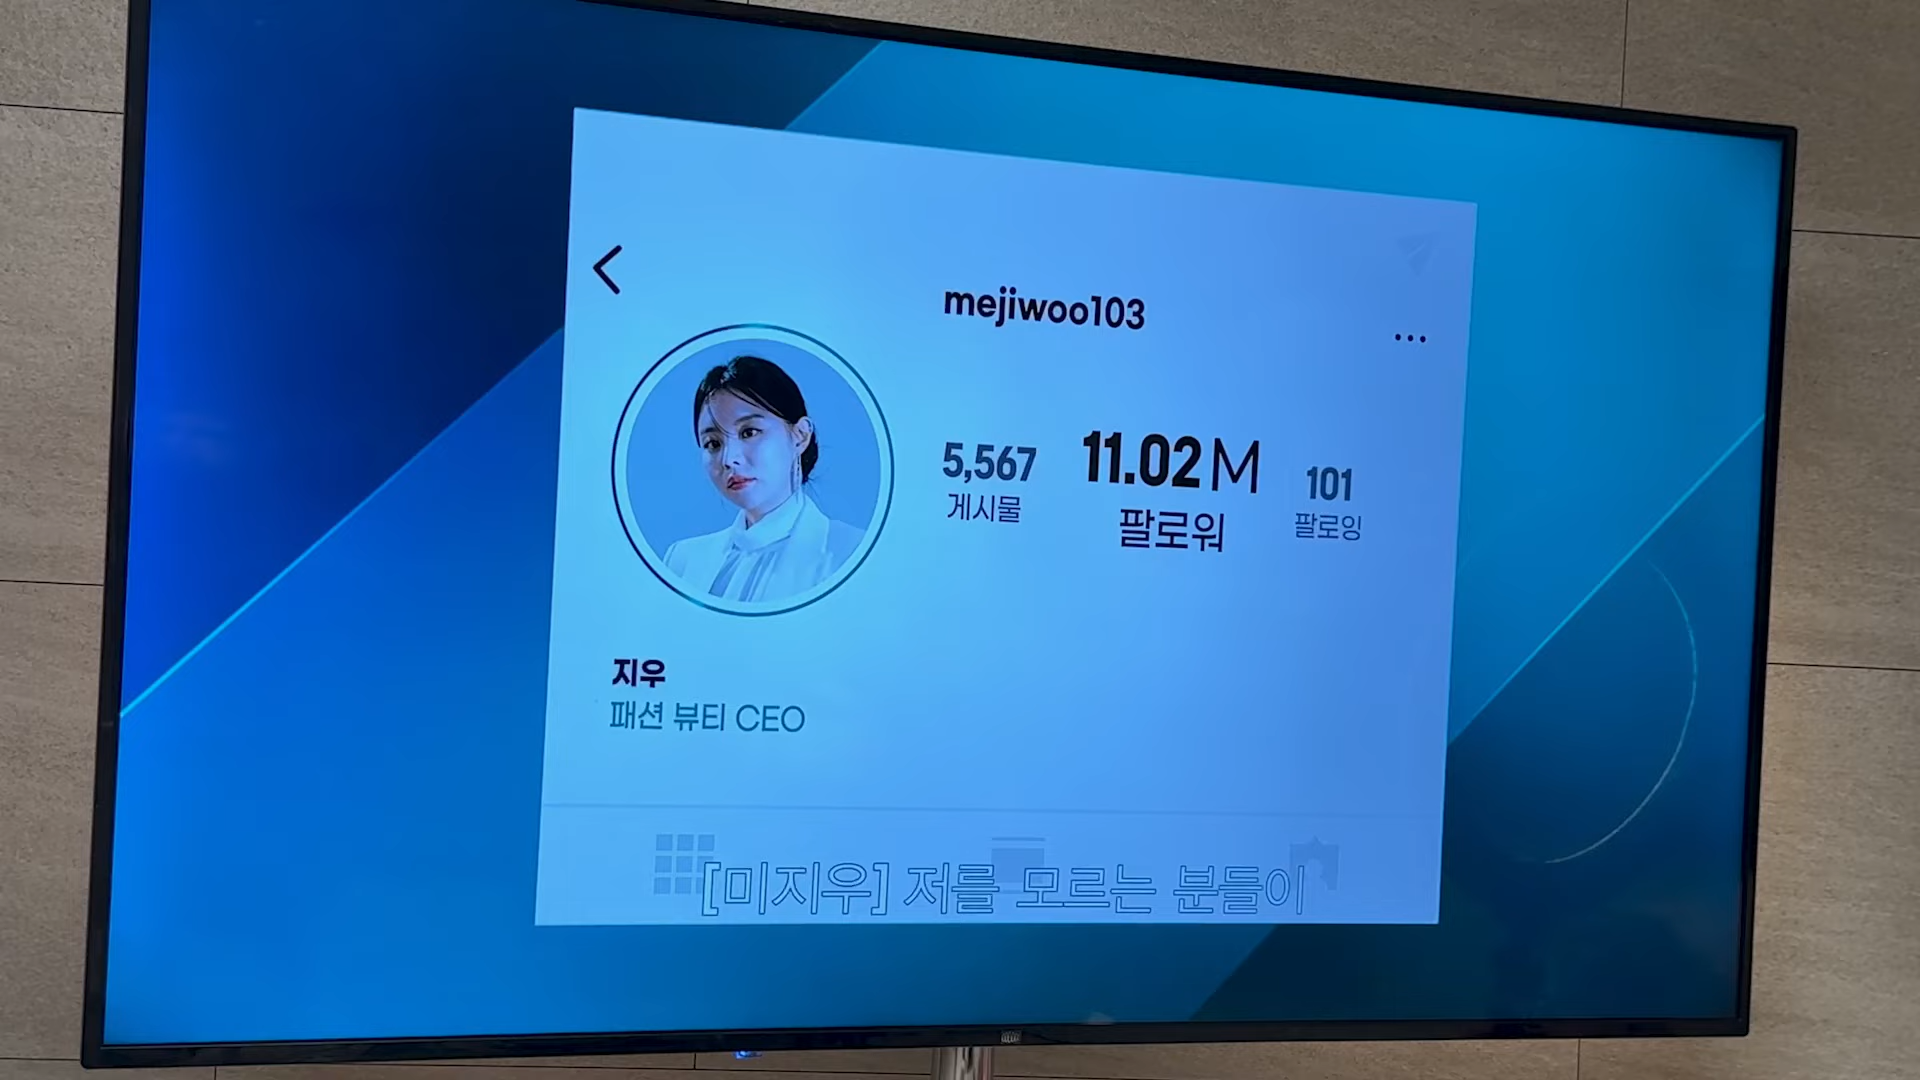 mejiwoo103
5,567
게시물
11.02M
팔로워
101
팔로잉
지우
패션 뷰티 CEO
[미지우] 저를 모르는 분들이